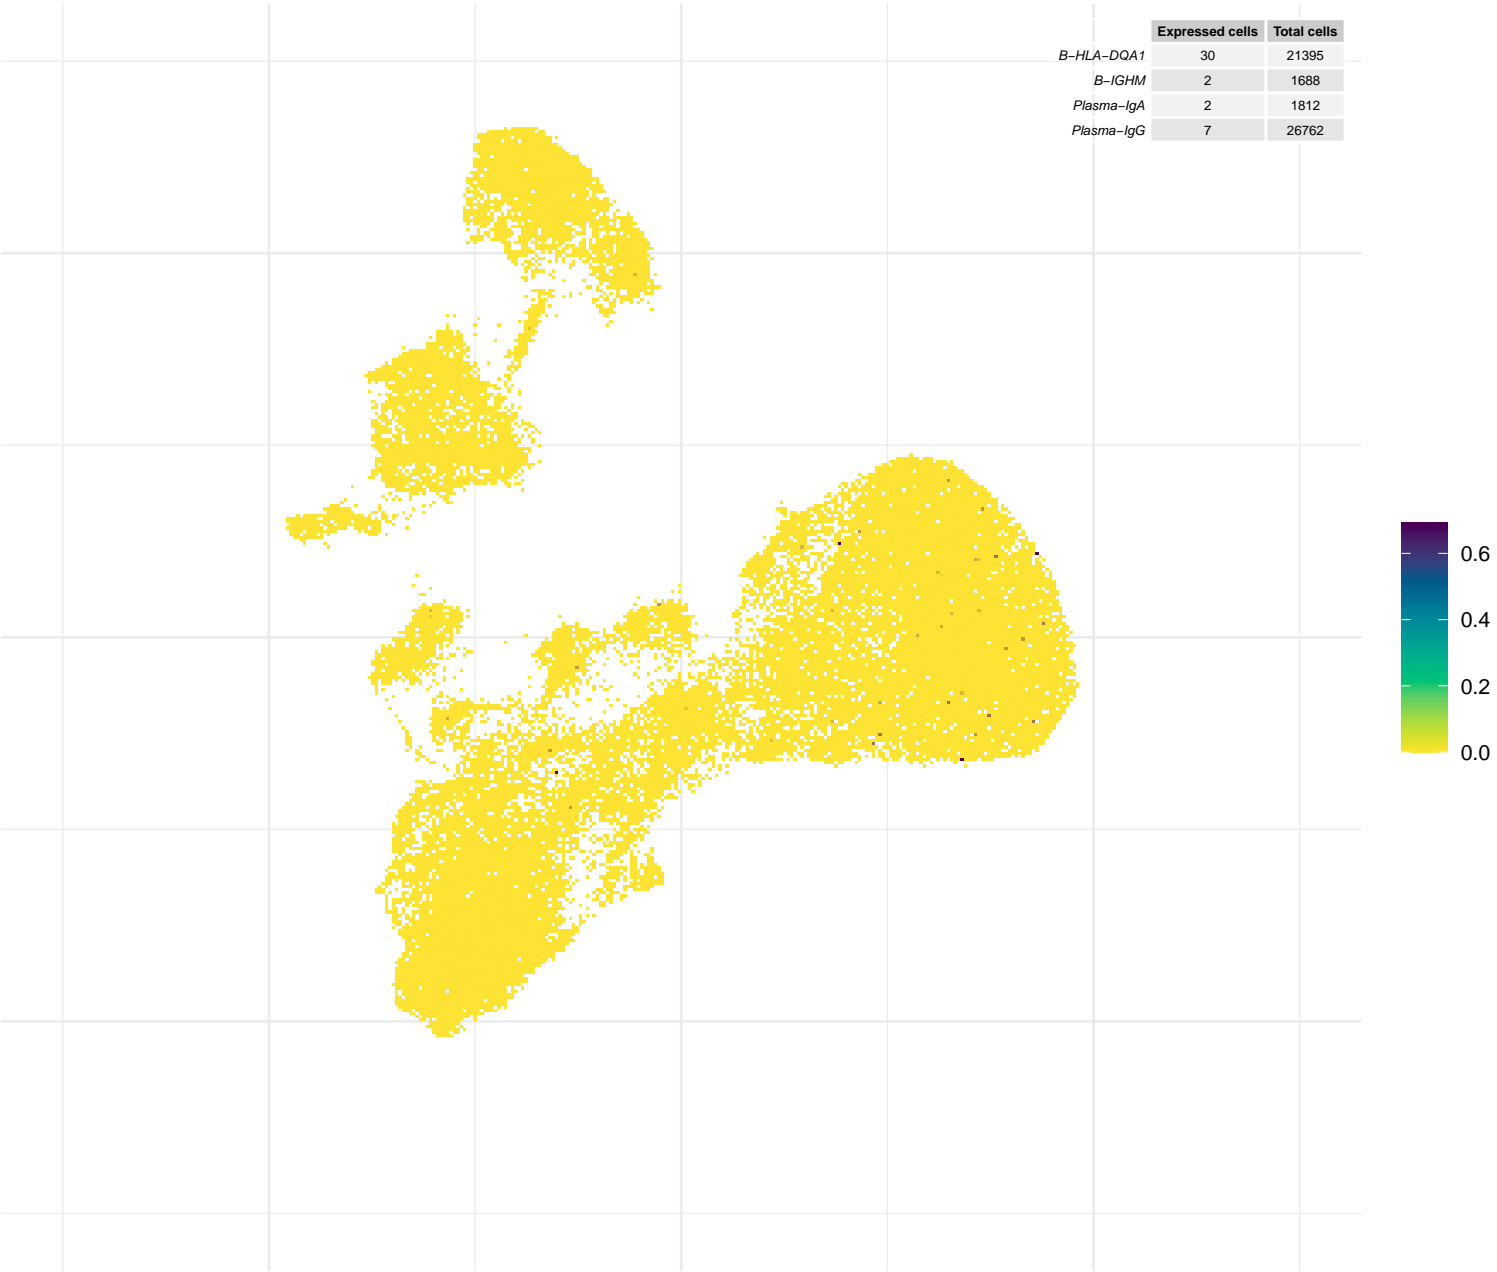 Expressed cells Total cells
B−HLA−DQA1 30 21395
B−IGHM 2 1688
Plasma−IgA 2 1812
Plasma−IgG 7 26762
0.6
0.4
0.2
0.0